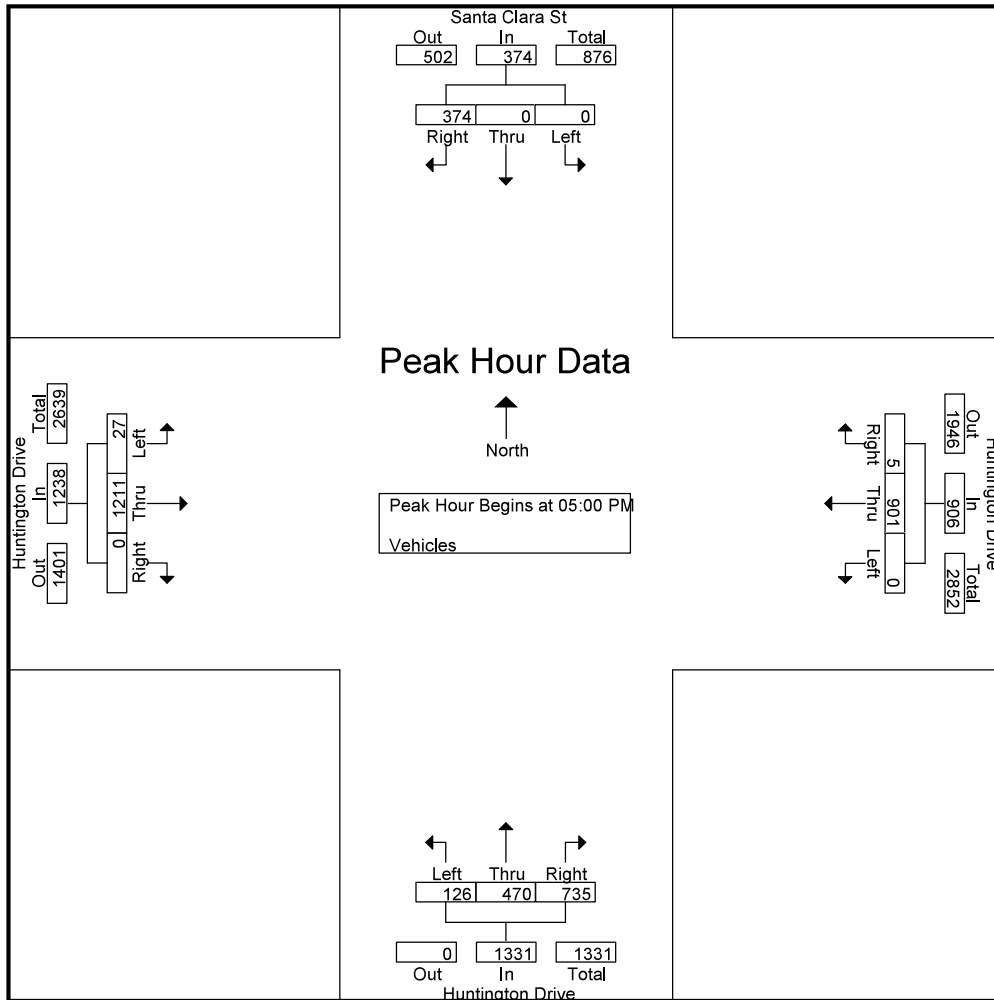 Santa Clara St
Out In Total
502 374 876
374 0 0
Right Thru Left
Peak Hour Data
North
Peak Hour Begins at 05:00 PM
Vehicles
Huntington Drive
Out In Total
1401 1238 2639
27 1211 0
Left Thru Right
Huntington Drive
Out In Total
1946 906 2852
5 901 0
Right Thru Left
Left Thru Right
126 470 735
0 1331 1331
Out In Total
Huntington Drive